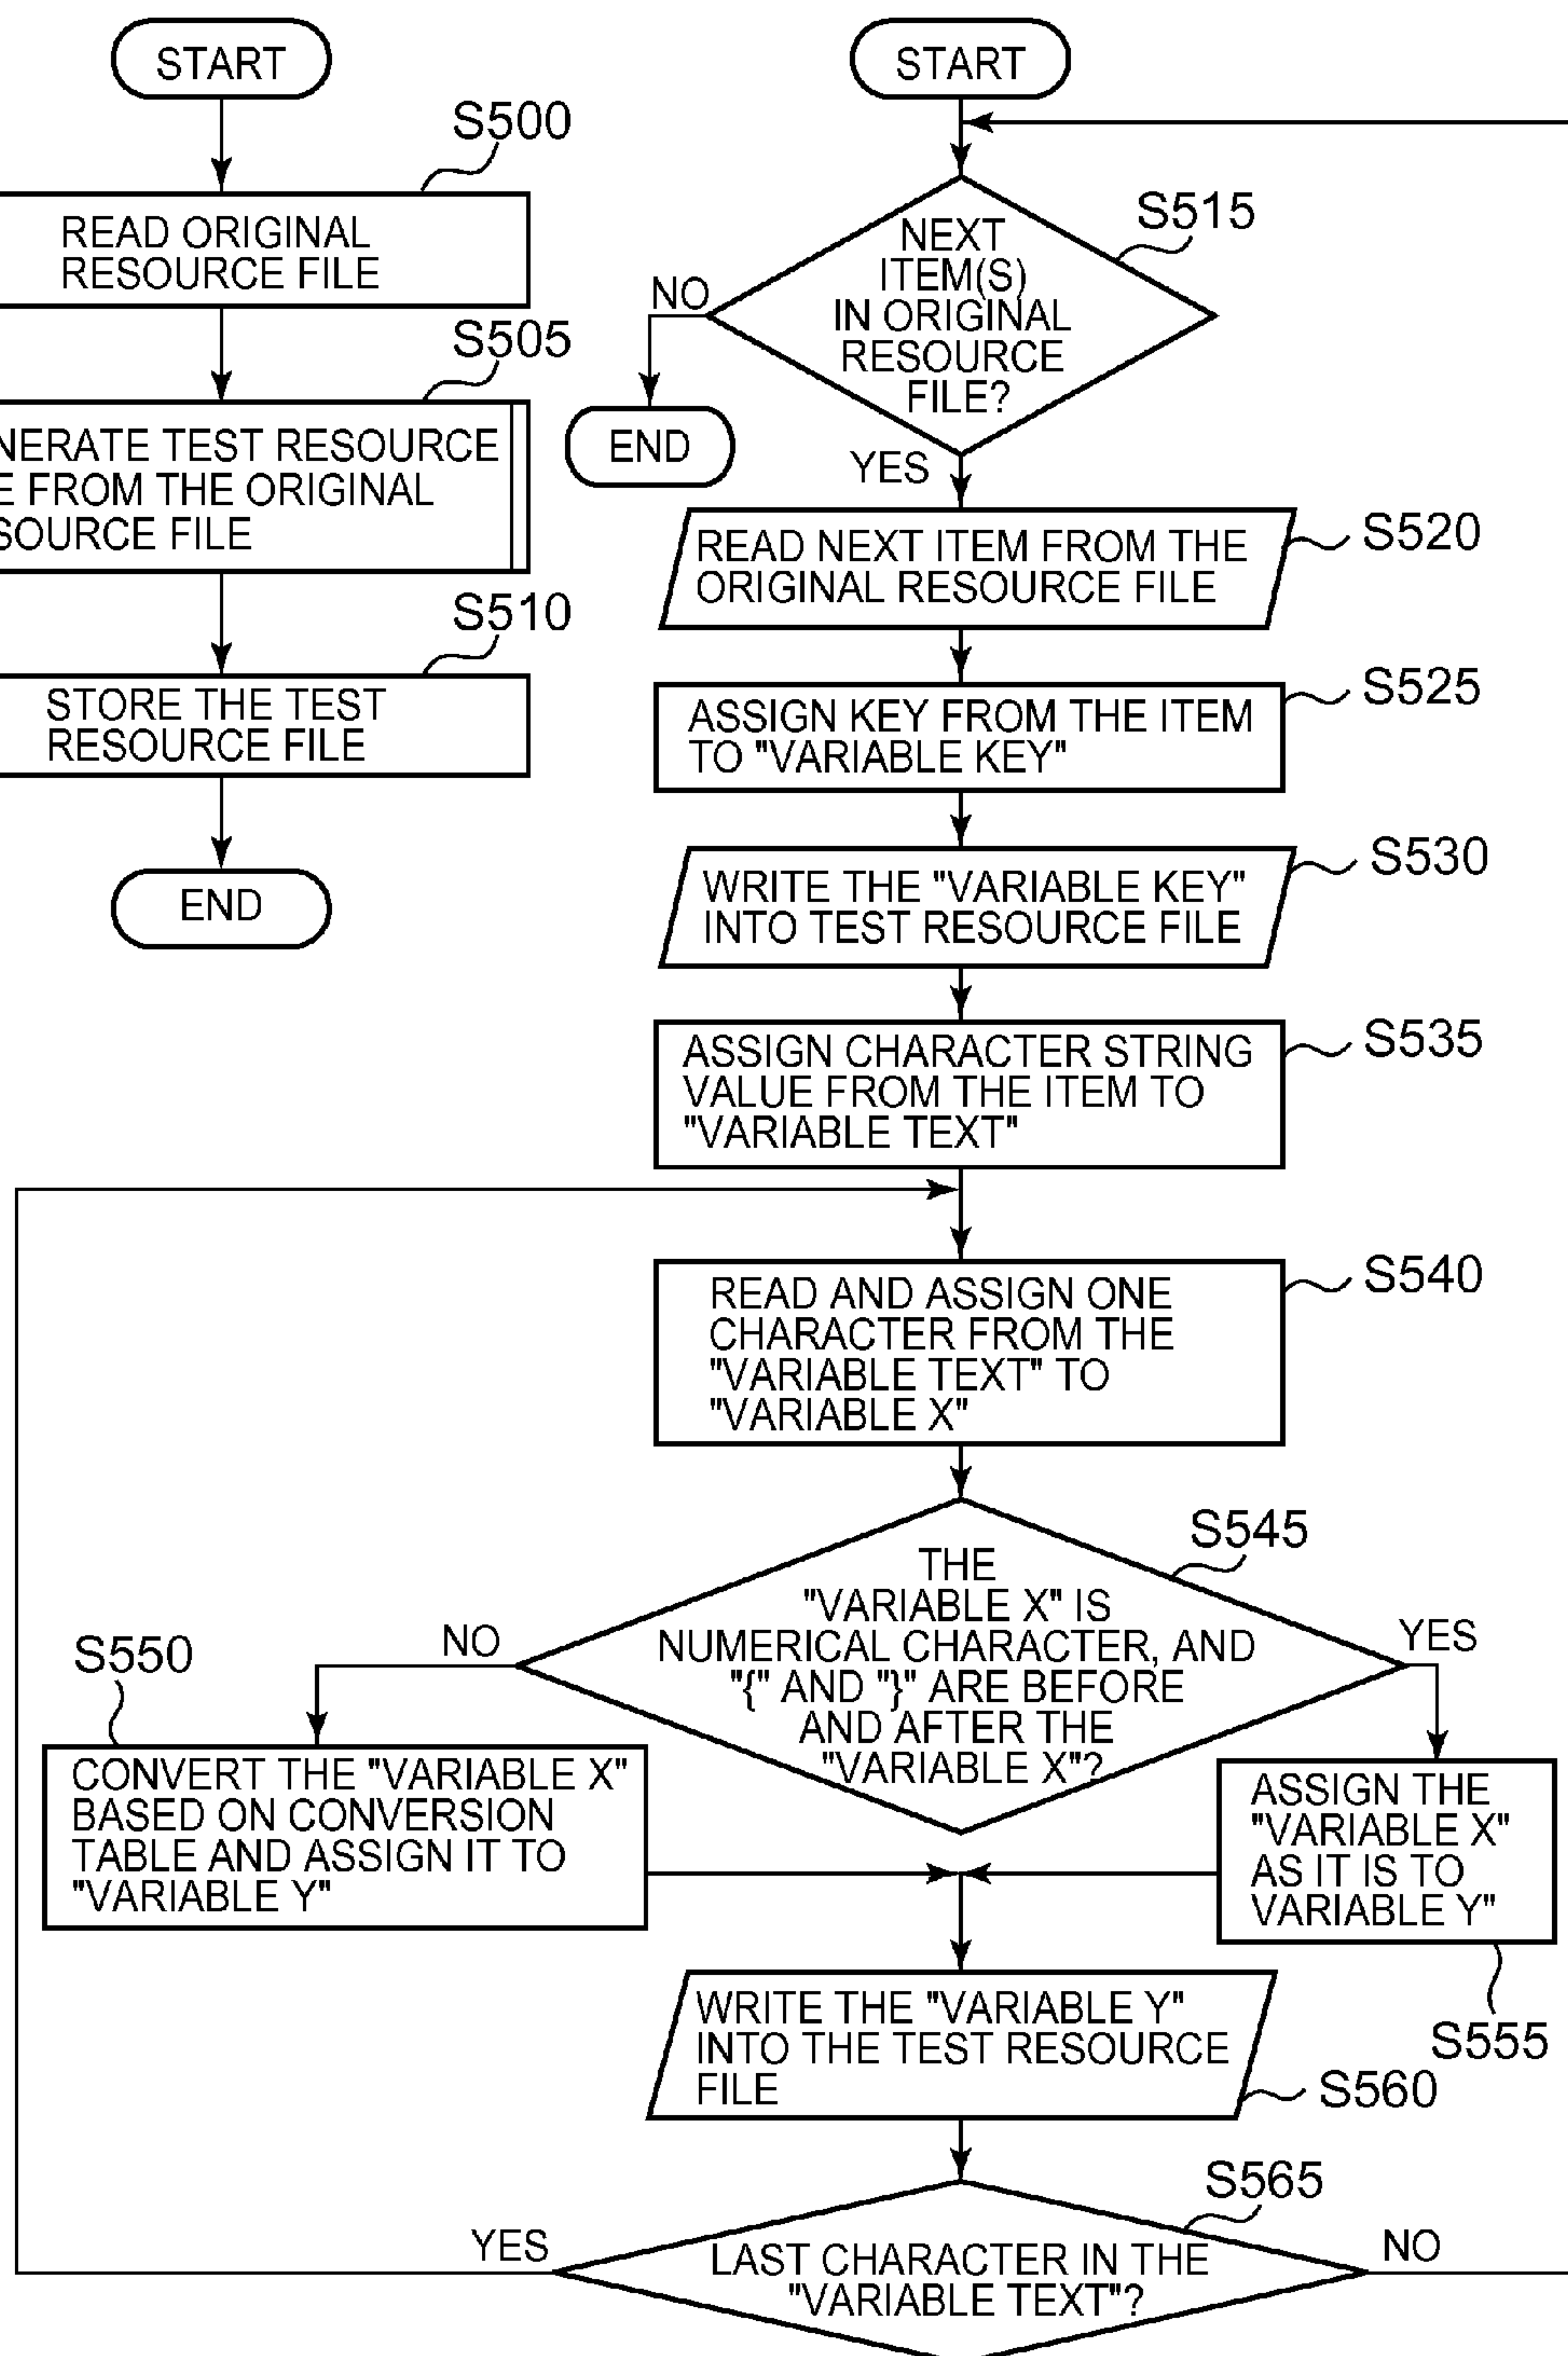 START
S500
READ ORIGINAL
RESOURCE FILE
S505
NERATE TEST RESOURCE
E FROM THE ORIGINAL
SOURCE FILE
S510
STORE THE TEST
RESOURCE FILE
END
START
S515
NEXT
ITEM(S)
IN ORIGINAL
RESOURCE
FILE?
NO
END
YES
S520
READ NEXT ITEM FROM THE
ORIGINAL RESOURCE FILE
S525
ASSIGN KEY FROM THE ITEM
TO "VARIABLE KEY"
S530
WRITE THE "VARIABLE KEY"
INTO TEST RESOURCE FILE
S535
ASSIGN CHARACTER STRING
VALUE FROM THE ITEM TO
"VARIABLE TEXT"
S540
READ AND ASSIGN ONE
CHARACTER FROM THE
"VARIABLE TEXT" TO
"VARIABLE X"
S545
THE
"VARIABLE X" IS
NUMERICAL CHARACTER, AND
"{" AND "}" ARE BEFORE
AND AFTER THE
"VARIABLE X"?
NO
YES
S550
CONVERT THE "VARIABLE X"
BASED ON CONVERSION
TABLE AND ASSIGN IT TO
"VARIABLE Y"
ASSIGN THE
"VARIABLE X"
AS IT IS TO
VARIABLE Y"
S555
WRITE THE "VARIABLE Y"
INTO THE TEST RESOURCE
FILE
S560
S565
YES
LAST CHARACTER IN THE
"VARIABLE TEXT"?
NO